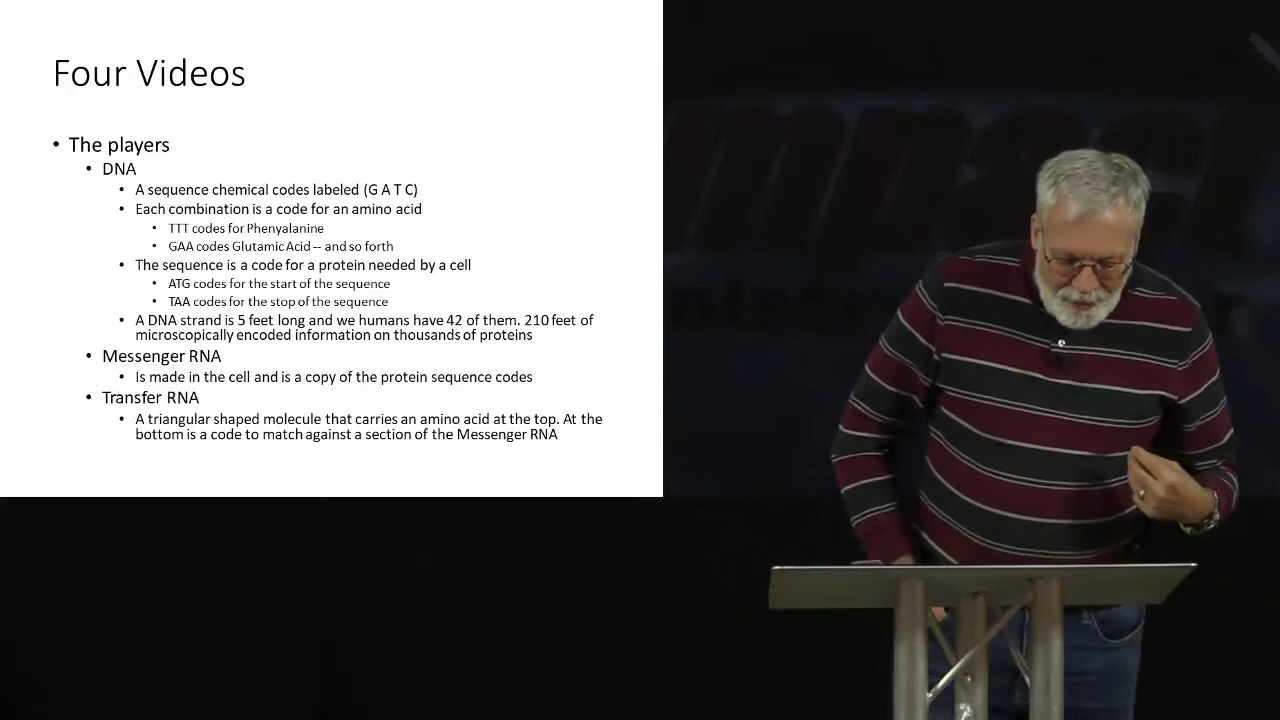 Four Videos
• The players
• DNA
• A sequence chemical codes labeled (G A T C)
• Each combination is a code for an amino acid
• TTT codes for Phenyalanine
• GAA codes Glutamic Acid -- and so forth
• The sequence is a code for a protein needed by a cell
• ATG codes for the start of the sequence
• TAA codes for the stop of the sequence
• A DNA strand is 5 feet long and we humans have 42 of them. 210 feet of
microscopically encoded information on thousands of proteins
• Messenger RNA
• Is made in the cell and is a copy of the protein sequence codes
• Transfer RNA
• A triangular shaped molecule that carries an amino acid at the top. At the
bottom is a code to match against a section of the Messenger RNA